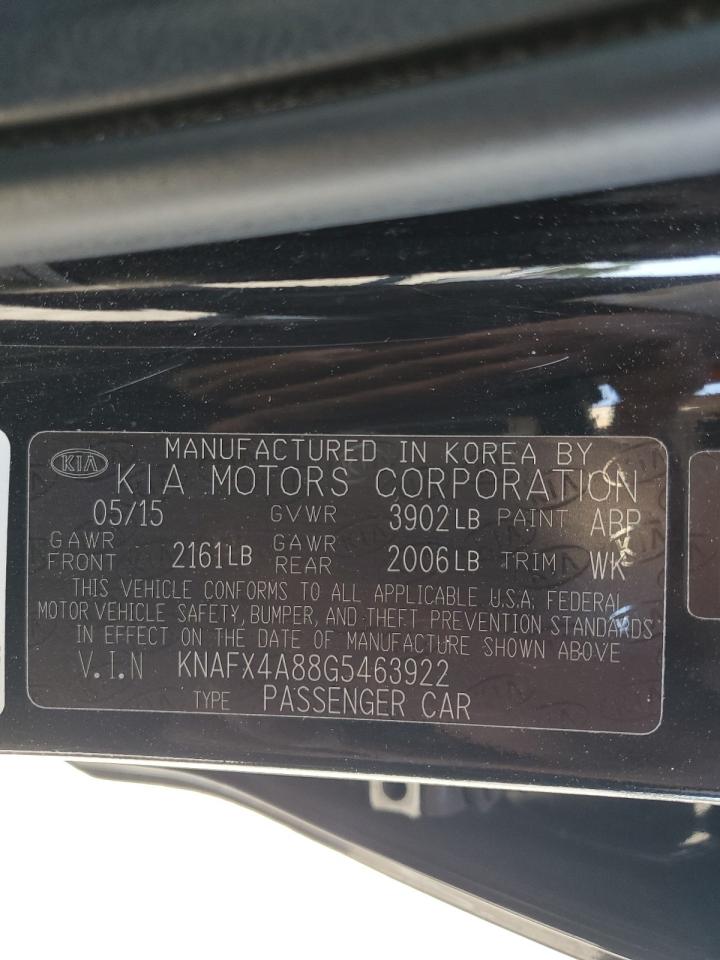 MANUFACTURED IN KOREA BY
KIA KIA MOTORS CORPORATION
05/15 GVWR 3902LB PAINT ABP
GAWR FRONT 2161LB GAWR REAR 2006LB TRIM WK
THIS VEHICLE CONFORMS TO ALL APPLICABLE U.S.A. FEDERAL
MOTOR VEHICLE SAFETY, BUMPER, AND THEFT PREVENTION STANDARDS
IN EFFECT ON THE DATE OF MANUFACTURE SHOWN ABOVE
V.I.N KNAFX4A88G5463922
TYPE PASSENGER CAR